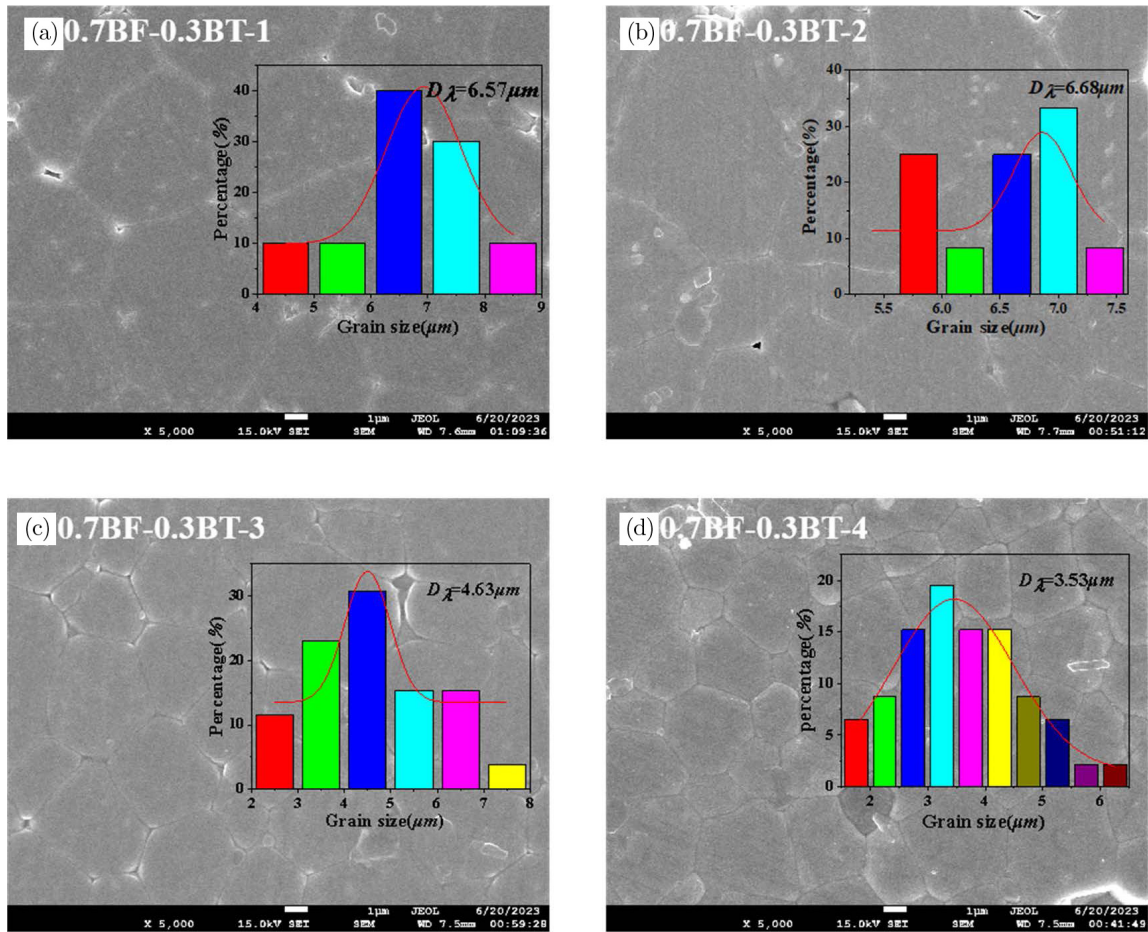 (a) 0.7BF-0.3BT-1
Dλ=6.57μm
Percentage(%)
40
30
20
10
0
4 5 6 7 8 9
Grain size(μm)
1μm JEOL 6/20/2023
X 5,000 15.0kV SEI SEM WD 7.6mm 01:09:36
(b) 0.7BF-0.3BT-2
Dλ=6.68μm
Percentage(%)
40
30
20
10
0
5.5 6.0 6.5 7.0 7.5
Grain size(μm)
1μm JEOL 6/20/2023
X 5,000 15.0kV SEI SEM WD 7.7mm 00:51:12
(c) 0.7BF-0.3BT-3
Dλ=4.63μm
Percentage(%)
30
20
10
0
2 3 4 5 6 7 8
Grain size(μm)
1μm JEOL 6/20/2023
X 5,000 15.0kV SEI SEM WD 7.5mm 00:59:28
(d) 0.7BF-0.3BT-4
Dλ=3.53μm
percentage(%)
20
15
10
5
0
2 3 4 5 6
Grain size(μm)
1μm JEOL 6/20/2023
X 5,000 15.0kV SEI SEM WD 7.5mm 00:41:49